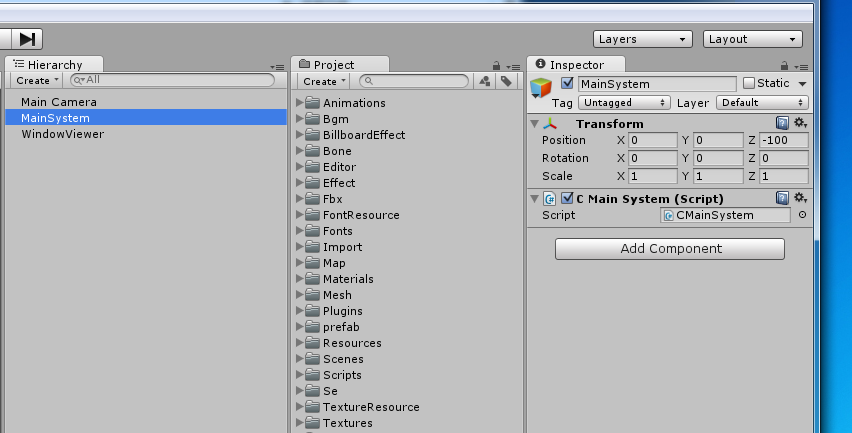 Layers
Layout
Hierarchy
Create
All
Main Camera
MainSystem
WindowViewer
Project
Create
Animations
Bgm
BillboardEffect
Bone
Editor
Effect
Fbx
FontResource
Fonts
Import
Map
Materials
Mesh
Plugins
prefab
Resources
Scenes
Scripts
Se
TextureResource
Textures
Inspector
MainSystem Static
Tag Untagged Layer Default
Transform
Position X 0 Y 0 Z -100
Rotation X 0 Y 0 Z 0
Scale X 1 Y 1 Z 1
C Main System (Script)
Script CMainSystem
Add Component